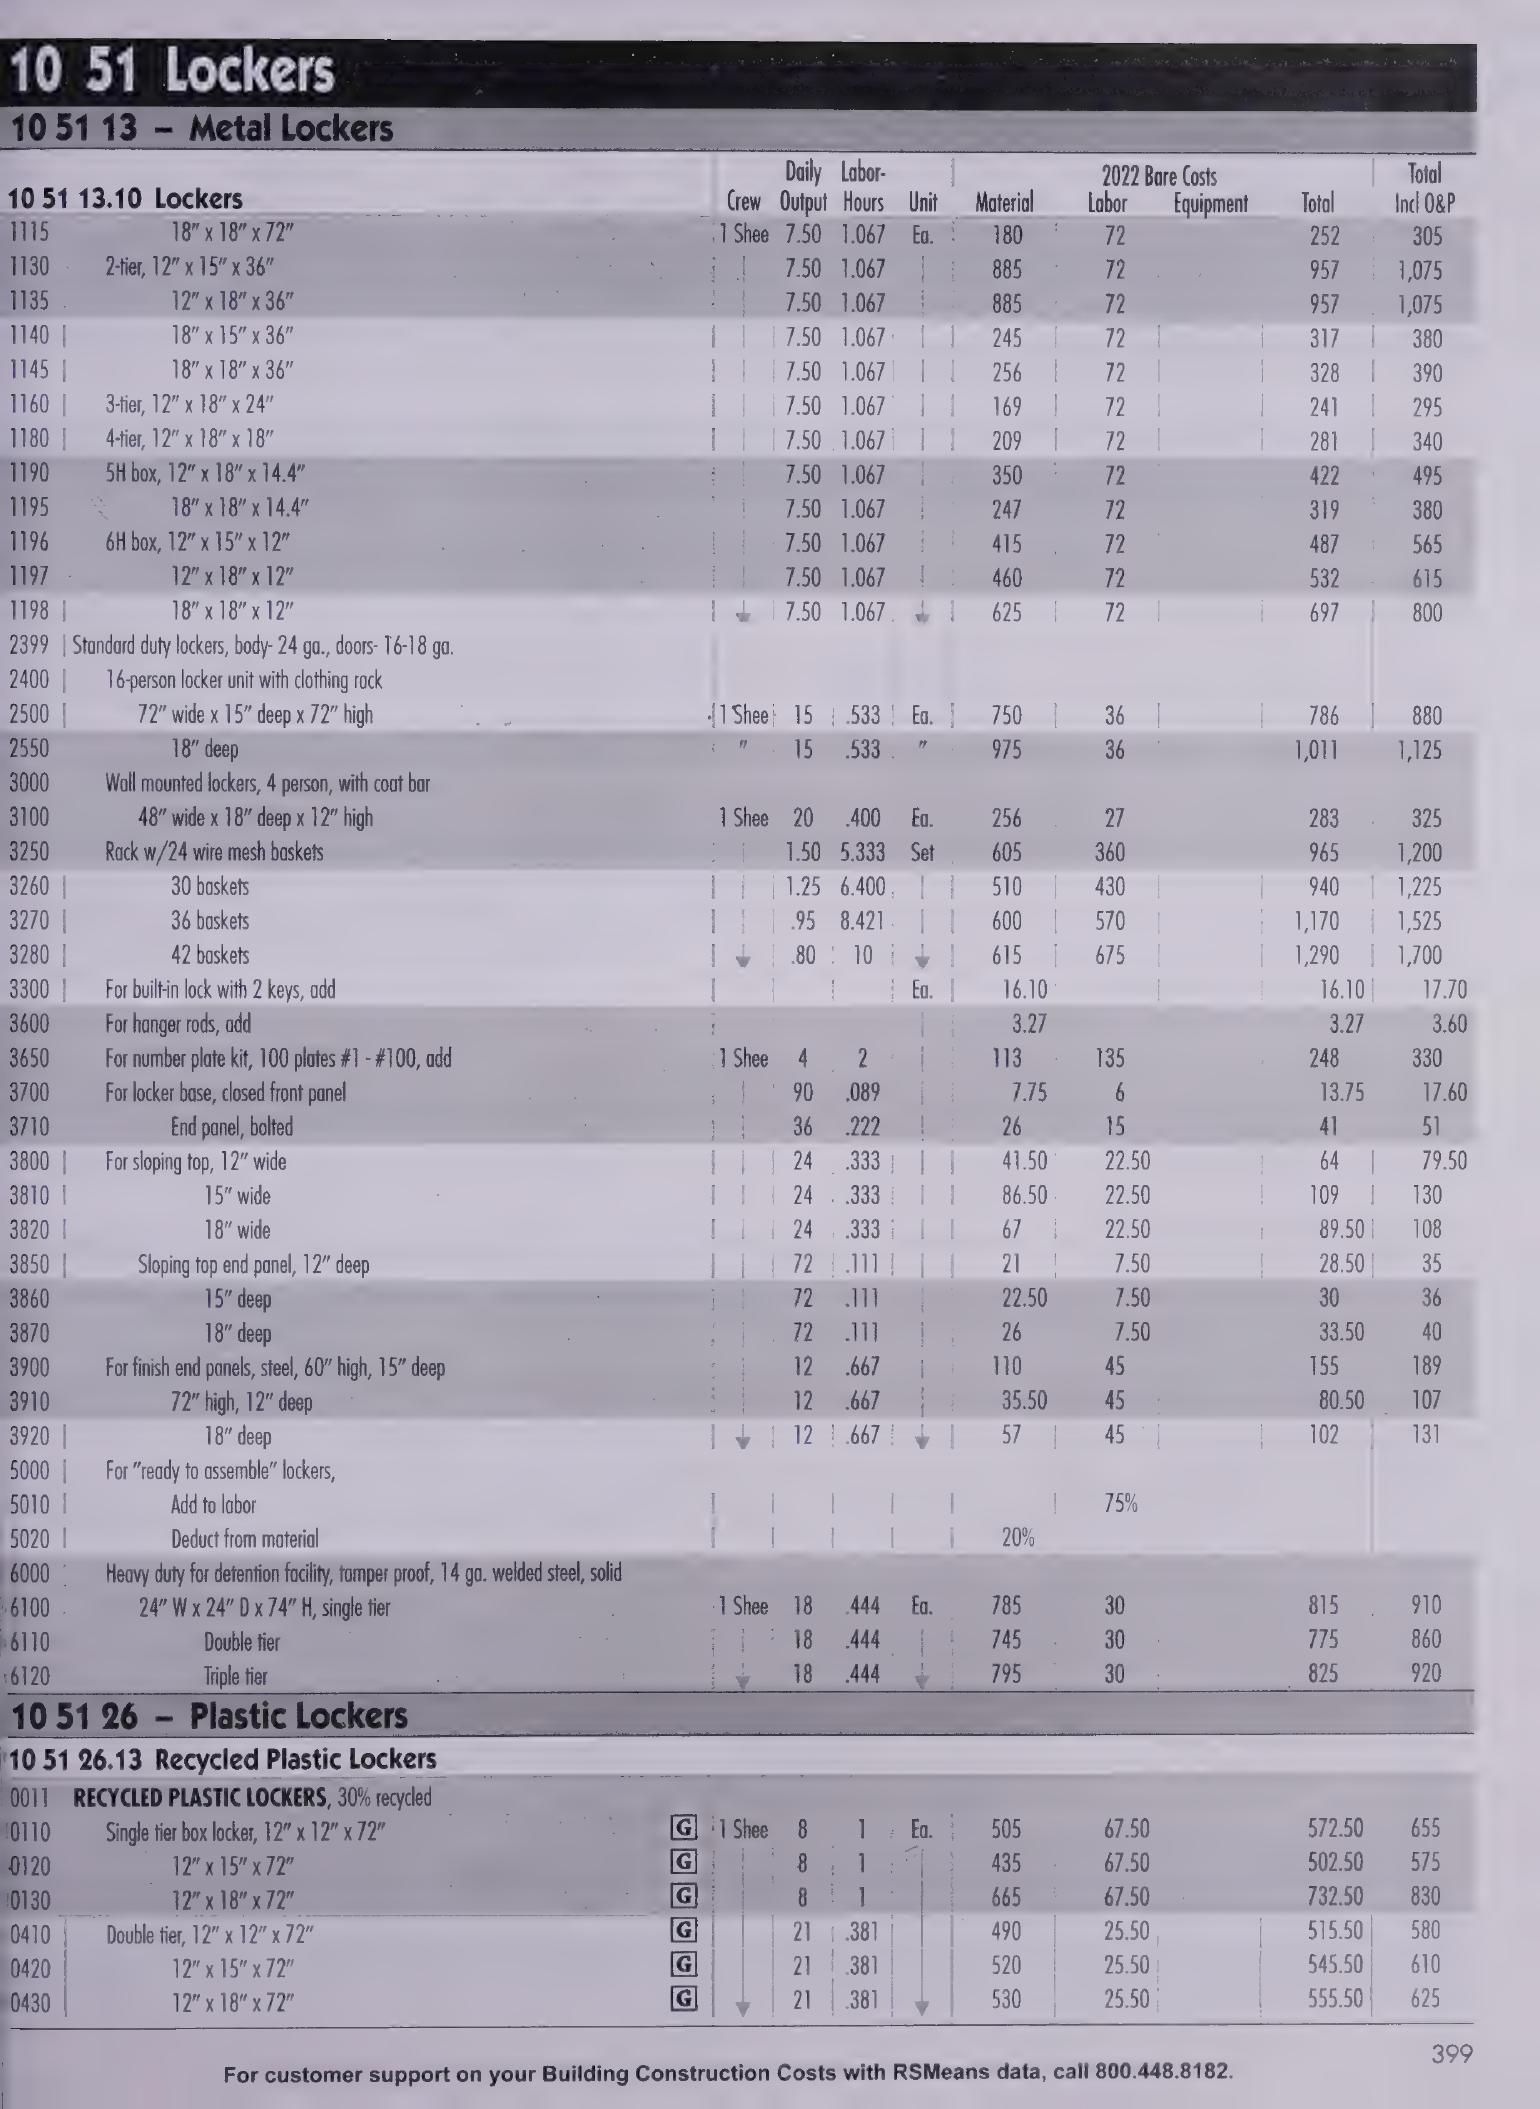 10 51 Lockers
10 51 13 – Metal Lockers
10 51 13.10 Lockers Crew Daily Output Labor-Hours Unit Material 2022 Bare Costs Labor Equipment Total Total Incl O&P
1115 18" x 18" x 72" 1 Shee 7.50 1.067 Ea. 180 72 252 305
1130 2-tier, 12" x 15" x 36" 7.50 1.067 885 72 957 1,075
1135 12" x 18" x 36" 7.50 1.067 885 72 957 1,075
1140 18" x 15" x 36" 7.50 1.067 245 72 317 380
1145 18" x 18" x 36" 7.50 1.067 256 72 328 390
1160 3-tier, 12" x 18" x 24" 7.50 1.067 169 72 241 295
1180 4-tier, 12" x 18" x 18" 7.50 1.067 209 72 281 340
1190 5H box, 12" x 18" x 14.4" 7.50 1.067 350 72 422 495
1195 18" x 18" x 14.4" 7.50 1.067 247 72 319 380
1196 6H box, 12" x 15" x 12" 7.50 1.067 415 72 487 565
1197 12" x 18" x 12" 7.50 1.067 460 72 532 615
1198 18" x 18" x 12" 7.50 1.067 625 72 697 800
2399 Standard duty lockers, body- 24 ga., doors- 16-18 ga.
2400 16-person locker unit with clothing rack
2500 72" wide x 15" deep x 72" high 1 Shee 15 .533 Ea. 750 36 786 880
2550 18" deep " 15 .533 " 975 36 1,011 1,125
3000 Wall mounted lockers, 4 person, with coat bar
3100 48" wide x 18" deep x 12" high 1 Shee 20 .400 Ea. 256 27 283 325
3250 Rack w/24 wire mesh baskets 1.50 5.333 Set 605 360 965 1,200
3260 30 baskets 1.25 6.400 510 430 940 1,225
3270 36 baskets .95 8.421 600 570 1,170 1,525
3280 42 baskets .80 10 615 675 1,290 1,700
3300 For built-in lock with 2 keys, add Ea. 16.10 16.10 17.70
3600 For hanger rods, add 3.27 3.27 3.60
3650 For number plate kit, 100 plates #1 - #100, add 1 Shee 4 2 113 135 248 330
3700 For locker base, closed front panel 90 .089 7.75 6 13.75 17.60
3710 End panel, bolted 36 .222 26 15 41 51
3800 For sloping top, 12" wide 24 .333 41.50 22.50 64 79.50
3810 15" wide 24 .333 86.50 22.50 109 130
3820 18" wide 24 .333 67 22.50 89.50 108
3850 Sloping top end panel, 12" deep 72 .111 21 7.50 28.50 35
3860 15" deep 72 .111 22.50 7.50 30 36
3870 18" deep 72 .111 26 7.50 33.50 40
3900 For finish end panels, steel, 60" high, 15" deep 12 .667 110 45 155 189
3910 72" high, 12" deep 12 .667 35.50 45 80.50 107
3920 18" deep 12 .667 57 45 102 131
5000 For "ready to assemble" lockers,
5010 Add to labor 75%
5020 Deduct from material 20%
6000 Heavy duty for detention facility, tamper proof, 14 ga. welded steel, solid
6100 24" W x 24" D x 74" H, single tier 1 Shee 18 .444 Ea. 785 30 815 910
6110 Double tier 18 .444 745 30 775 860
6120 Triple tier 18 .444 795 30 825 920
10 51 26 – Plastic Lockers
10 51 26.13 Recycled Plastic Lockers
0011 RECYCLED PLASTIC LOCKERS, 30% recycled
0110 Single tier box locker, 12" x 12" x 72" G 1 Shee 8 1 Ea. 505 67.50 572.50 655
0120 12" x 15" x 72" G 8 1 435 67.50 502.50 575
0130 12" x 18" x 72" G 8 1 665 67.50 732.50 830
0410 Double tier, 12" x 12" x 72" G 21 .381 490 25.50 515.50 580
0420 12" x 15" x 72" G 21 .381 520 25.50 545.50 610
0430 12" x 18" x 72" G 21 .381 530 25.50 555.50 625
For customer support on your Building Construction Costs with RSMeans data, call 800.448.8182.
399